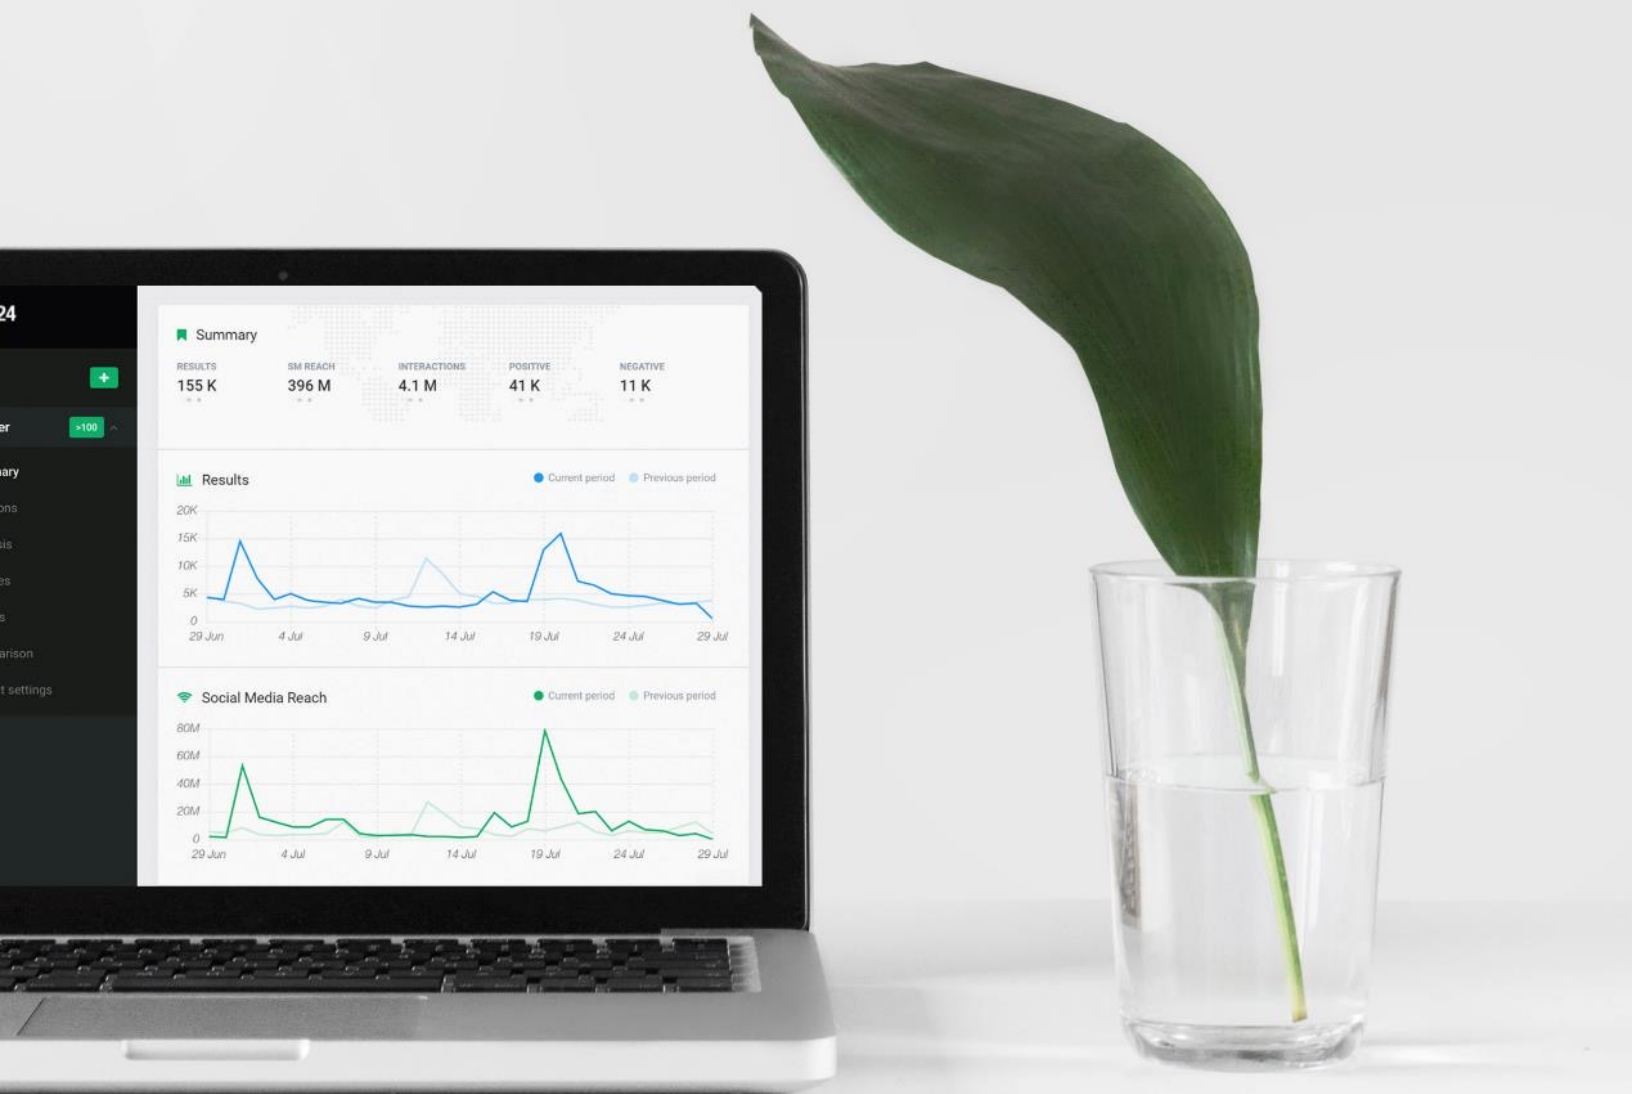 24
+
er
>100
ary
ons
sis
es
s
arison
t settings
Summary
RESULTS SM REACH INTERACTIONS POSITIVE NEGATIVE
155 K 396 M 4.1 M 41 K 11 K
Results Current period Previous period
20K
15K
10K
5K
0
29 Jun 4 Jul 9 Jul 14 Jul 19 Jul 24 Jul 29 Jul
Social Media Reach Current period Previous period
80M
60M
40M
20M
0
29 Jun 4 Jul 9 Jul 14 Jul 19 Jul 24 Jul 29 Jul